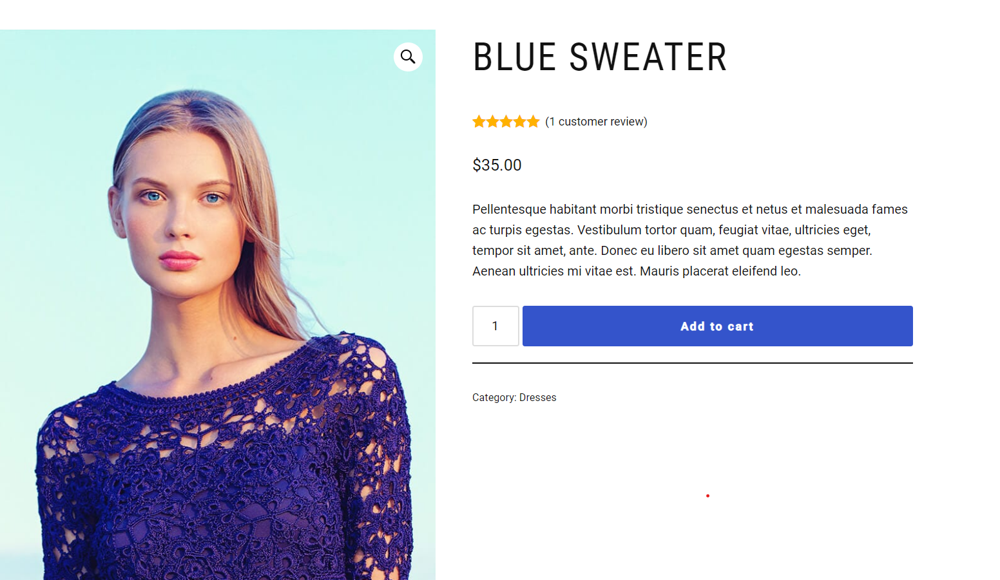 BLUE SWEATER
(1 customer review)
$35.00
Pellentesque habitant morbi tristique senectus et netus et malesuada fames
ac turpis egestas. Vestibulum tortor quam, feugiat vitae, ultricies eget,
tempor sit amet, ante. Donec eu libero sit amet quam egestas semper.
Aenean ultricies mi vitae est. Mauris placerat eleifend leo.
1 Add to cart
Category: Dresses